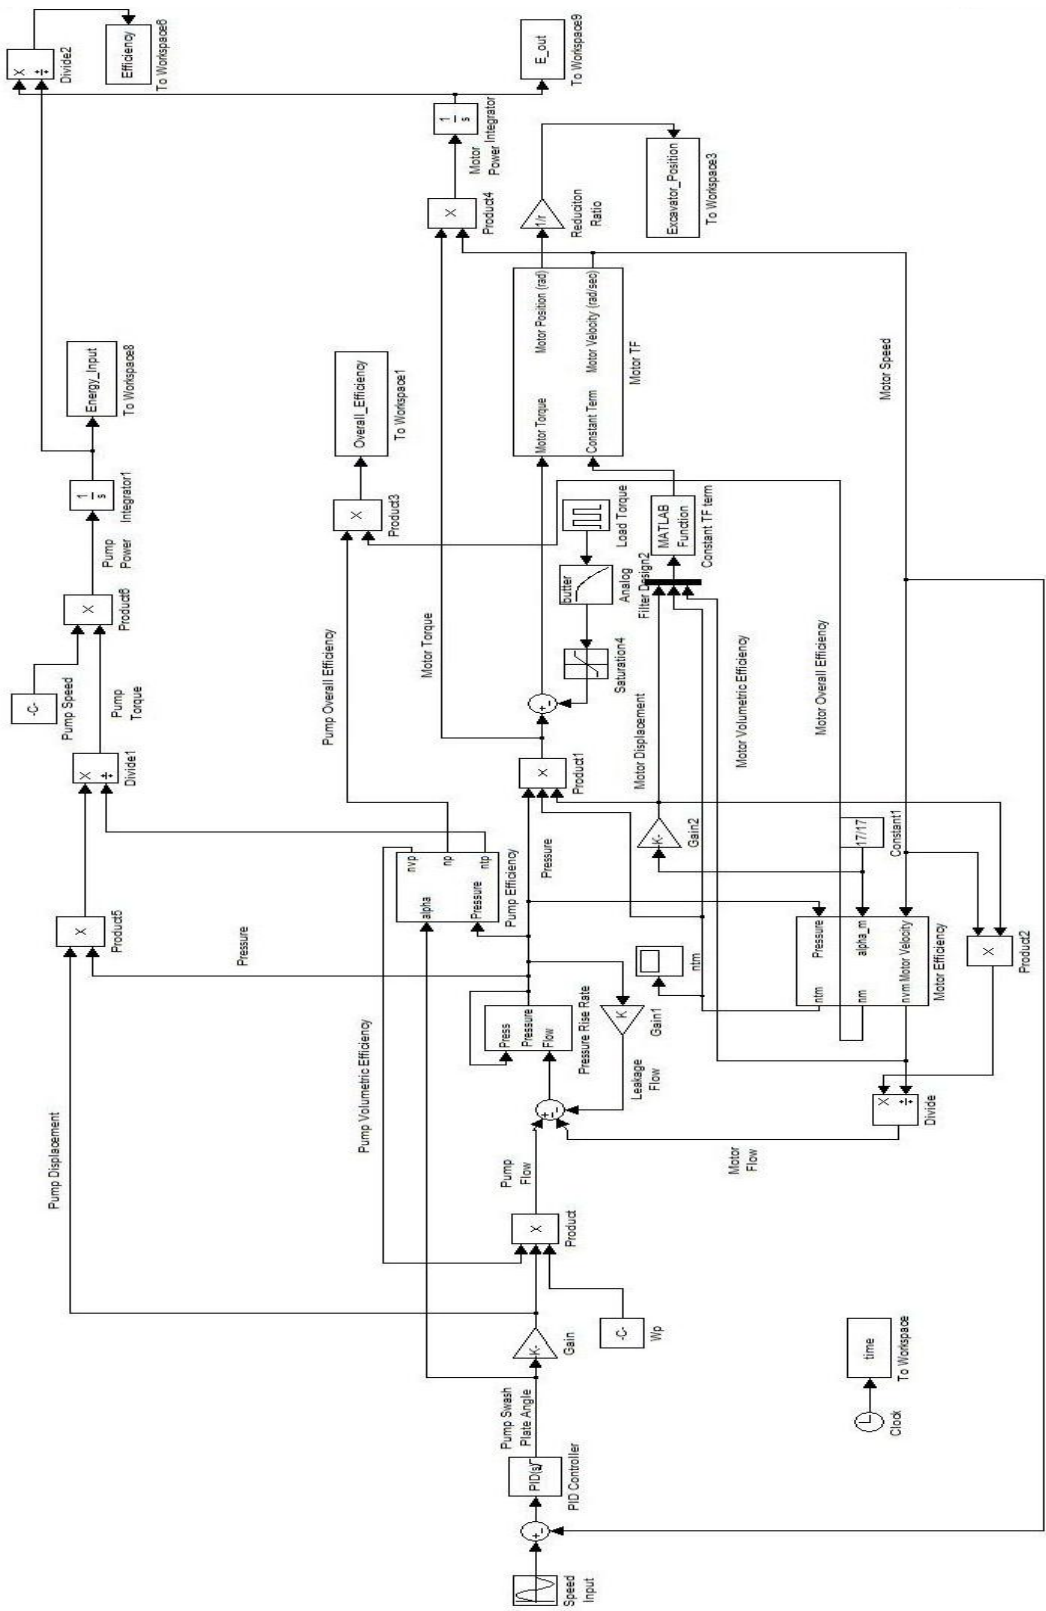 Speed
Input
+
-
PID(s)
PID Controller
Pump Swash
Plate Angle
-K-
Gain
-C-
Wp
X
Product
Pump
Flow
Pump Displacement
Pump Volumetric Efficiency
+
-
-
Motor
Flow
Leakage
Flow
Press
Pressure
Flow
Pressure Rise Rate
K
Gain1
ntm
X
÷
Divide
X
Product5
Pressure
alpha
Pressure
nvp
np
ntp
Pump Efficiency
Pressure
ntm
nm
nvm
Pressure
alpha_m
Motor Velocity
Motor Efficiency
X
Product2
17/17
Constant1
-K-
Gain2
X
Product1
X
÷
Divide1
-C-
Pump Speed
Pump
Torque
Pump Overall Efficiency
Motor Torque
+
-
Motor Displacement
Motor Volumetric Efficiency
Motor Overall Efficiency
Saturation4
butter
Analog
Filter Design2
Load Torque
MATLAB
Function
Constant TF term
X
Product6
Pump
Power
1
s
Integrator1
Energy_Input
To Workspace8
X
Product3
Overall_Efficiency
To Workspace1
Motor Torque
Constant Term
Motor Position (rad)
Motor Velocity (rad/sec)
Motor TF
Motor Speed
X
Product4
1/r
Reduciton
Ratio
Excavator_Position
To Workspace3
Motor
Power
1
s
Integrator
E_out
To Workspace9
X
÷
Divide2
Efficiency
To Workspace6
Clock
time
To Workspace